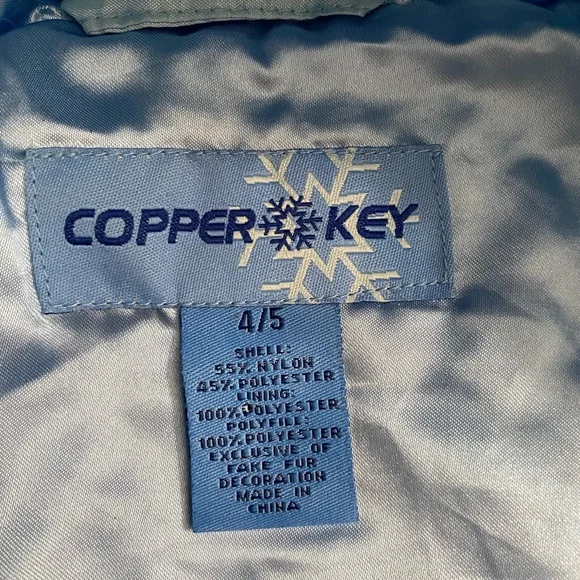 COPPER KEY
4/5
SHELL:
55% NYLON
45% POLYESTER
LINING:
100% POLYESTER
POLYFILL:
100% POLYESTER
EXCLUSIVE OF
FAKE FUR
DECORATION
MADE IN
CHINA